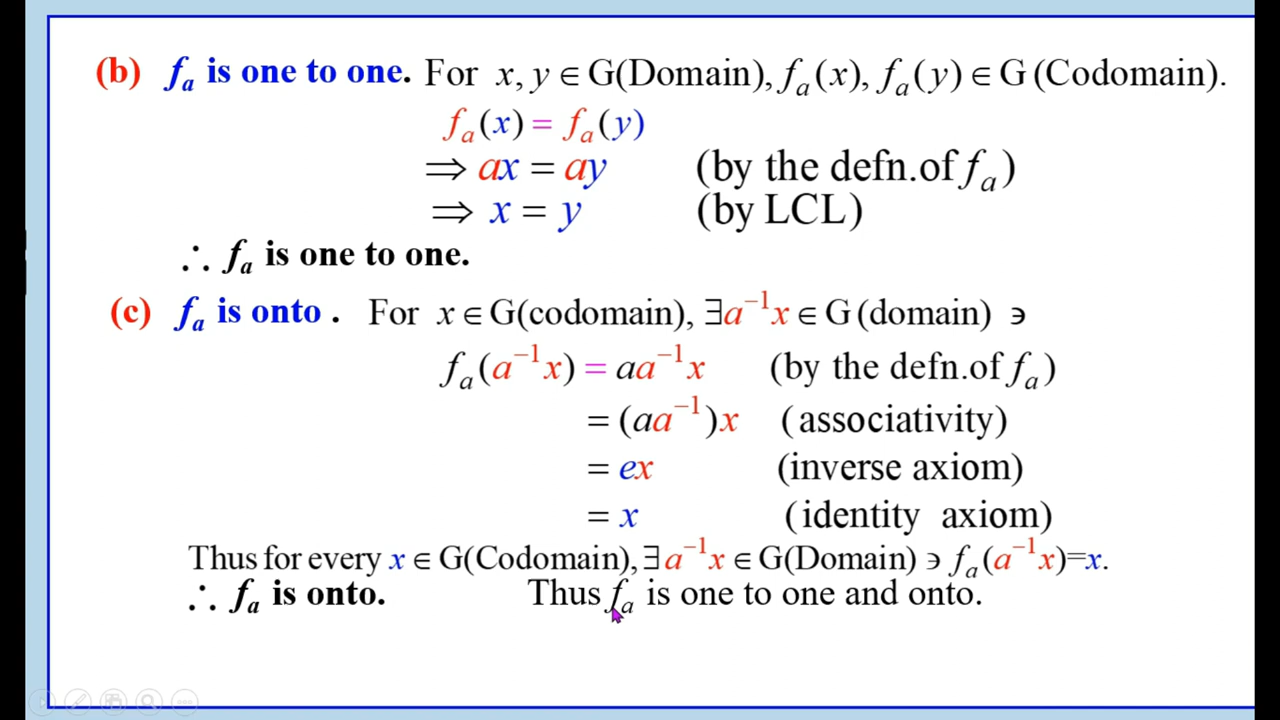 (b) fₐ is one to one. For x, y ∈ G(Domain), fₐ(x), fₐ(y) ∈ G (Codomain).
fₐ(x) = fₐ(y)
⇒ ax = ay (by the defn.of fₐ)
⇒ x = y (by LCL)
∴ fₐ is one to one.
(c) fₐ is onto . For x ∈ G(codomain), ∃a⁻¹x ∈ G (domain) ∍
fₐ(a⁻¹x) = aa⁻¹x (by the defn.of fₐ)
= (aa⁻¹)x (associativity)
= ex (inverse axiom)
= x (identity axiom)
Thus for every x ∈ G(Codomain), ∃ a⁻¹x ∈ G(Domain) ∍ fₐ(a⁻¹x)=x.
∴ fₐ is onto. Thus fₐ is one to one and onto.